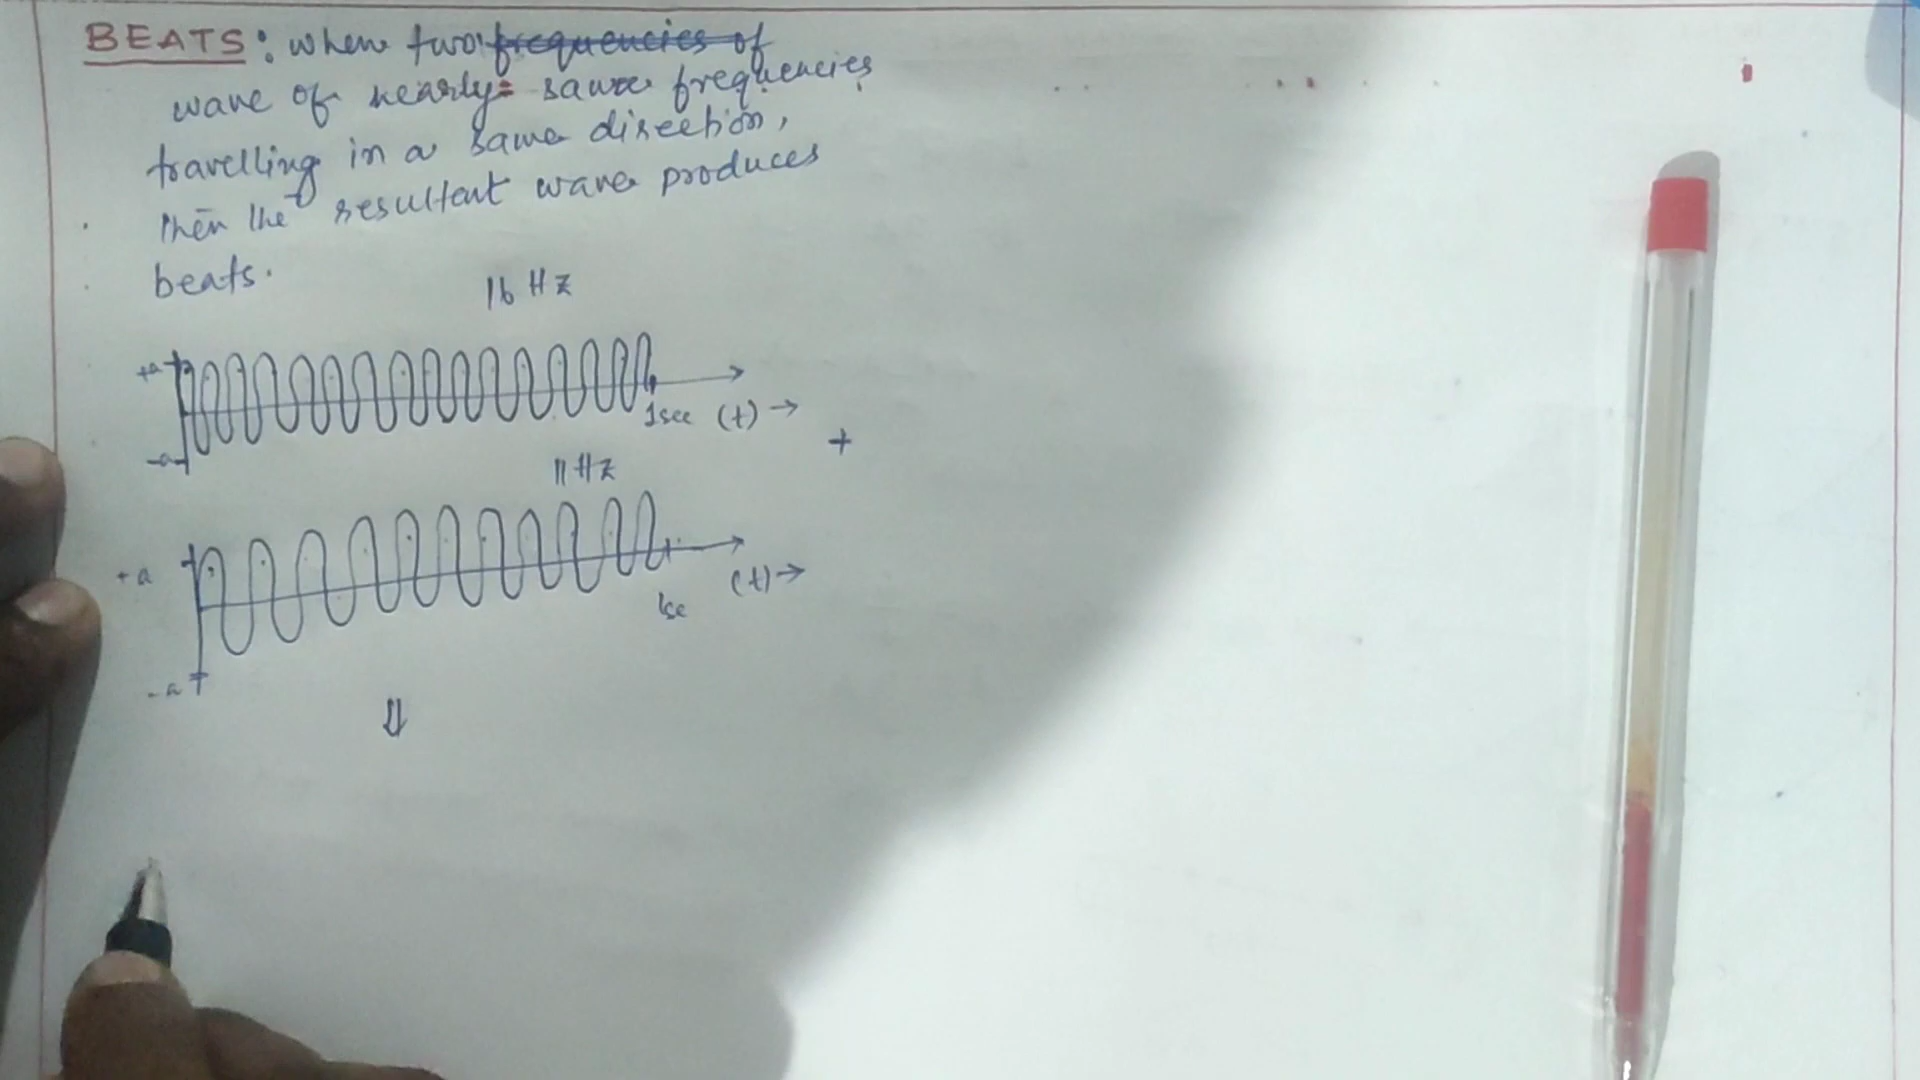 BEATS: when two frequencies of
wave of nearly same frequencies
travelling in a same direction,
then the resultant wave produces
beats.
16 Hz
+a
-a
1sec (t) →
+
11 Hz
+a
-a
1se (t) →
⇓